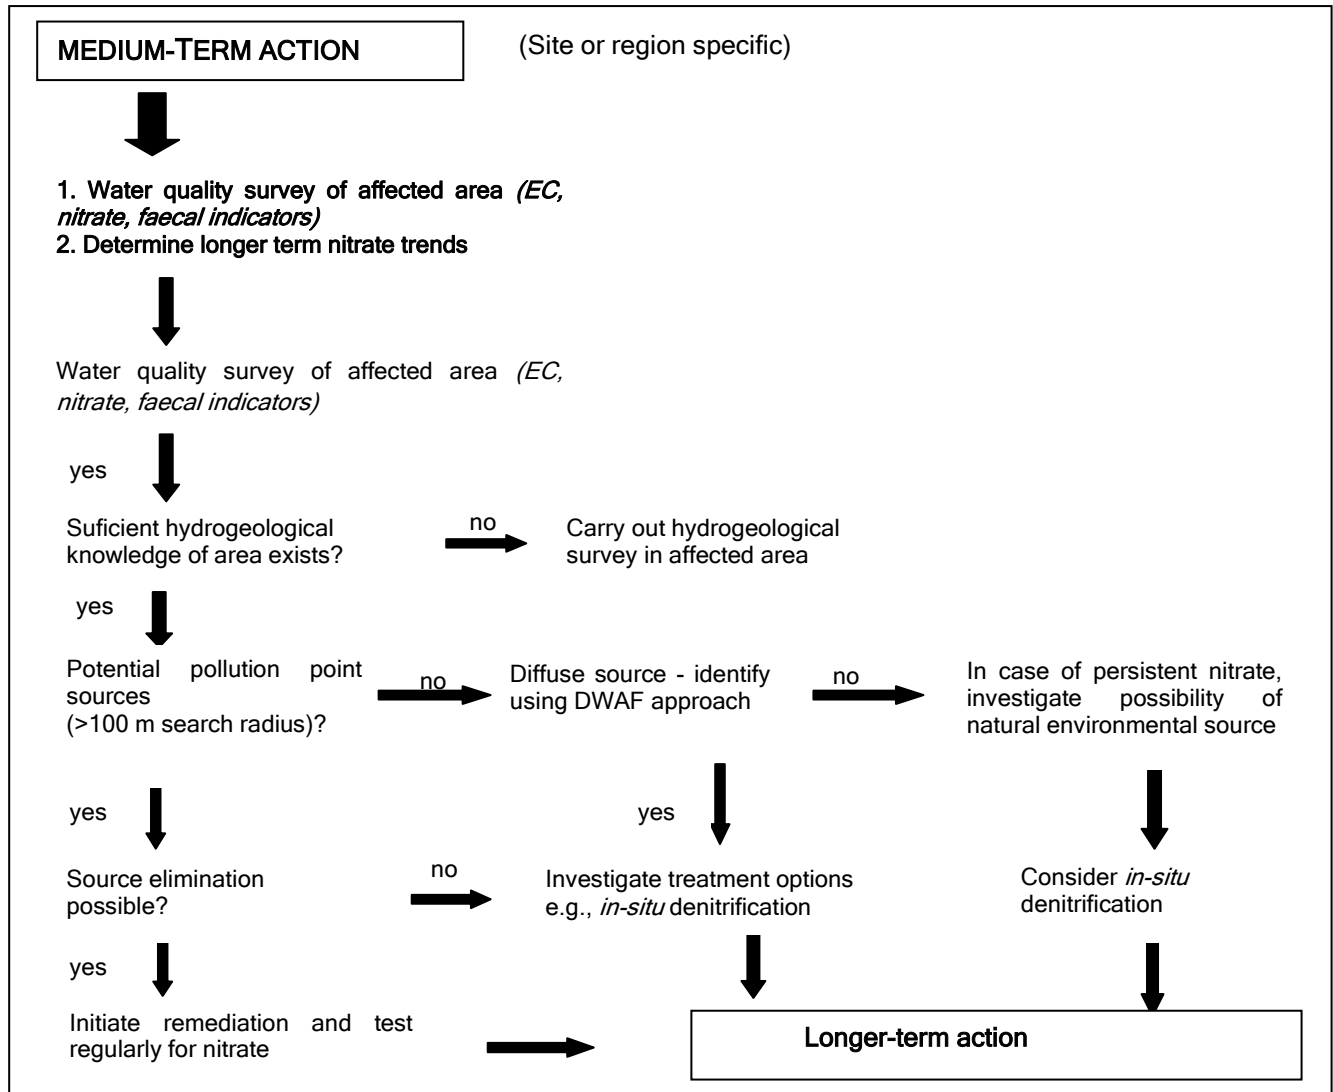 MEDIUM-TERM ACTION
(Site or region specific)
1. Water quality survey of affected area (EC,
nitrate, faecal indicators)
2. Determine longer term nitrate trends
Water quality survey of affected area (EC,
nitrate, faecal indicators)
yes
Suficient hydrogeological
knowledge of area exists?
no
Carry out hydrogeological
survey in affected area
yes
Potential pollution point
sources
(>100 m search radius)?
no
Diffuse source - identify
using DWAF approach
no
In case of persistent nitrate,
investigate possibility of
natural environmental source
yes
yes
Source elimination
possible?
no
Investigate treatment options
e.g., in-situ denitrification
Consider in-situ
denitrification
yes
Initiate remediation and test
regularly for nitrate
Longer-term action